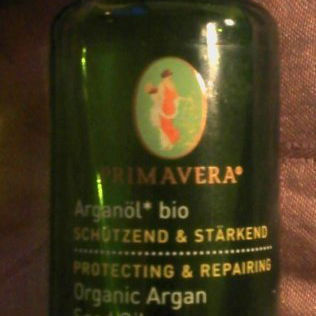 PRIMAVERA®
Arganöl* bio
SCHÜTZEND & STÄRKEND
PROTECTING & REPAIRING
Organic Argan